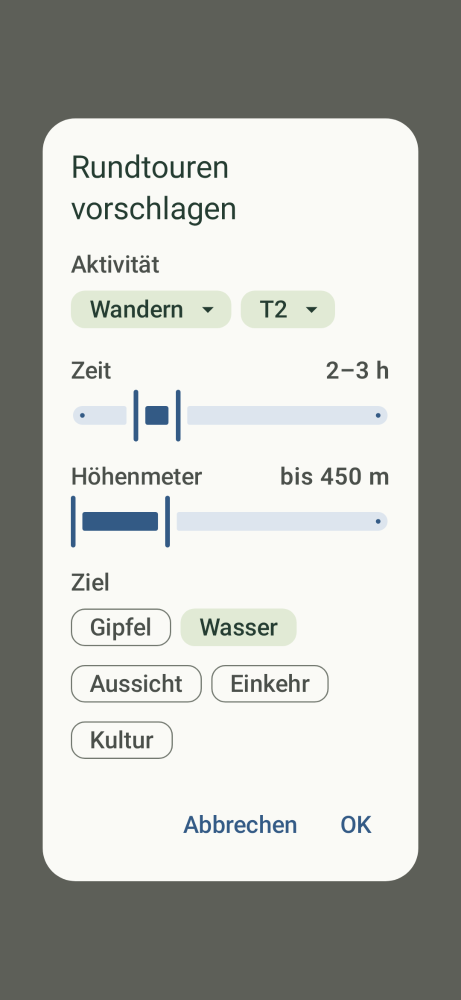 Rundtouren
vorschlagen
Aktivität
Wandern T2
Zeit 2–3 h
Höhenmeter bis 450 m
Ziel
Gipfel Wasser
Aussicht Einkehr
Kultur
Abbrechen OK